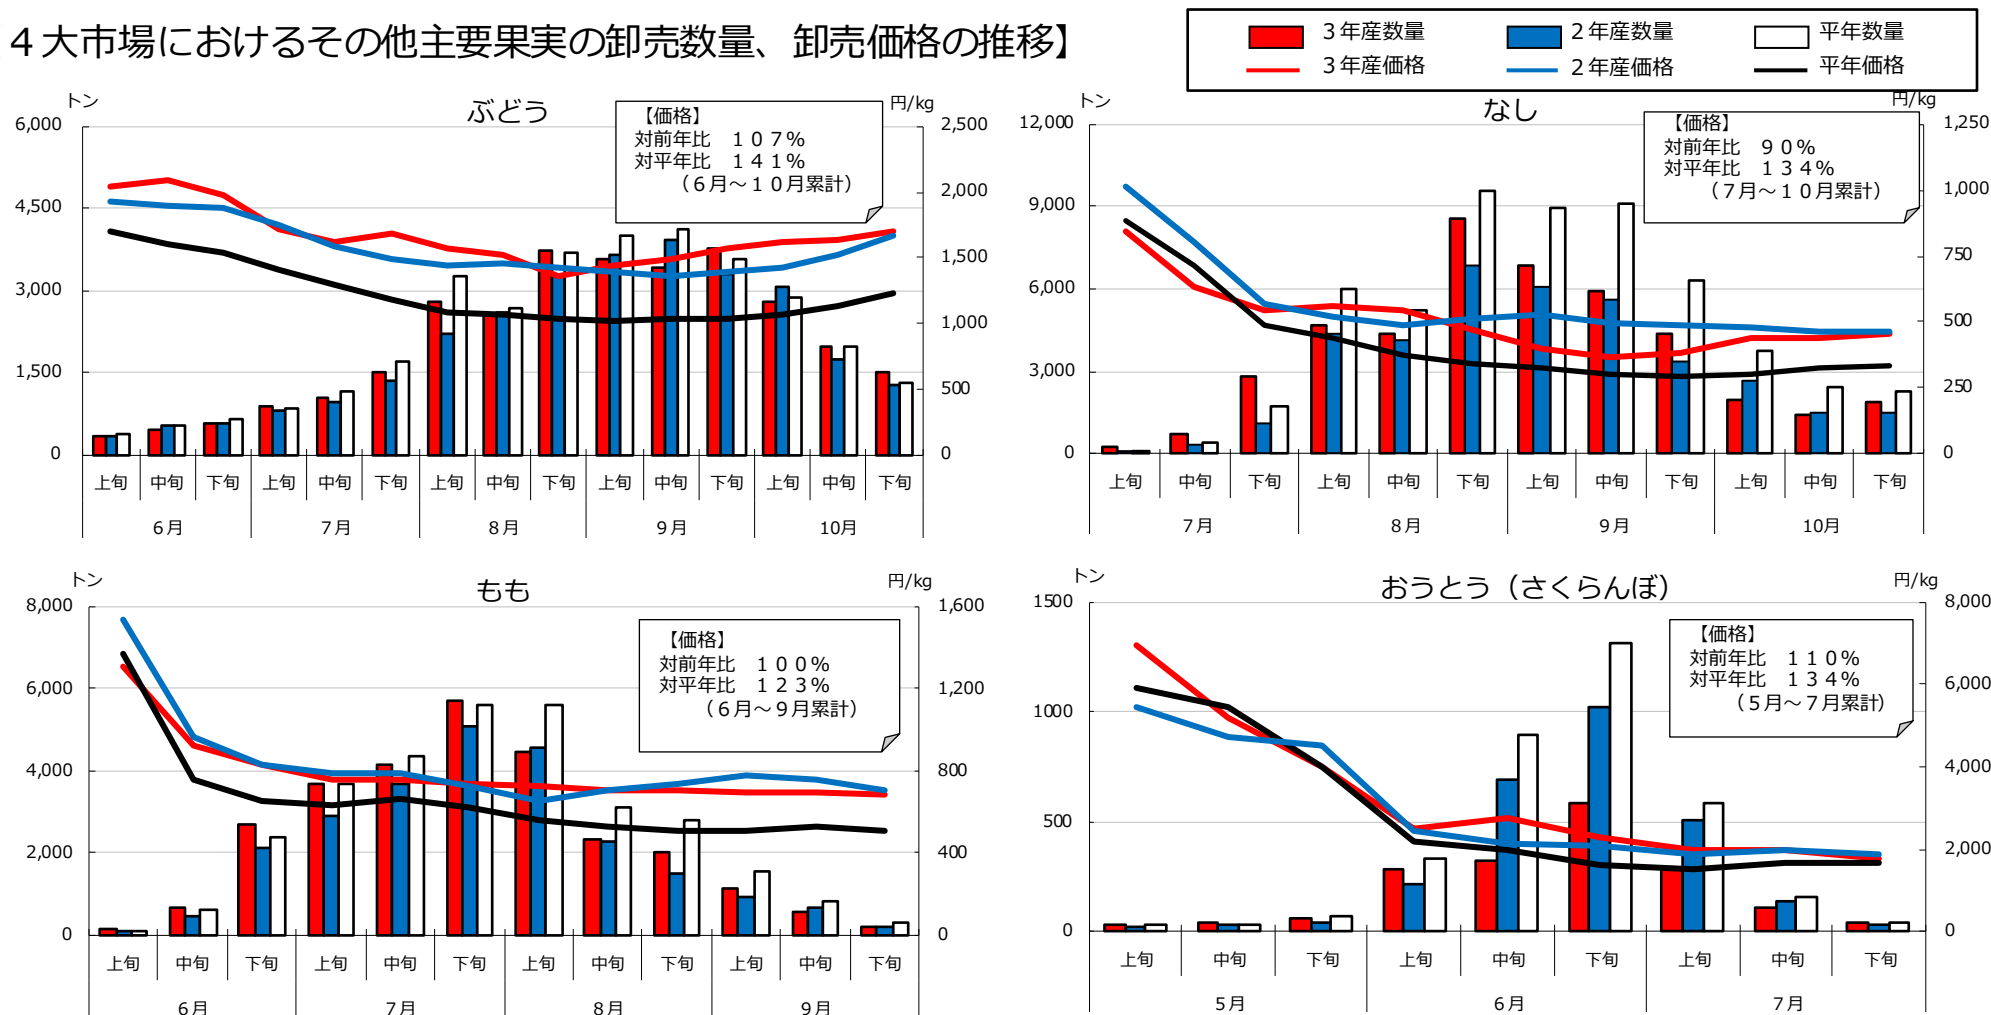 ４大市場におけるその他主要果実の卸売数量、卸売価格の推移】
３年産数量
２年産数量
平年数量
３年産価格
２年産価格
平年価格
ぶどう
トン
円/kg
6,000
4,500
3,000
1,500
0
2,500
2,000
1,500
1,000
500
0
【価格】
対前年比　１０７%
対平年比　１４１%
（６月～１０月累計）
上旬 中旬 下旬 上旬 中旬 下旬 上旬 中旬 下旬 上旬 中旬 下旬 上旬 中旬 下旬
6月 7月 8月 9月 10月
なし
トン
円/kg
12,000
9,000
6,000
3,000
0
1,250
1,000
750
500
250
0
【価格】
対前年比　９０%
対平年比　１３４%
（７月～１０月累計）
上旬 中旬 下旬 上旬 中旬 下旬 上旬 中旬 下旬 上旬 中旬 下旬
7月 8月 9月 10月
もも
トン
円/kg
8,000
6,000
4,000
2,000
0
1,600
1,200
800
400
0
【価格】
対前年比　１００%
対平年比　１２３%
（６月～９月累計）
上旬 中旬 下旬 上旬 中旬 下旬 上旬 中旬 下旬 上旬 中旬 下旬
6月 7月 8月 9月
おうとう（さくらんぼ）
トン
円/kg
1500
1000
500
0
8,000
6,000
4,000
2,000
0
【価格】
対前年比　１１０%
対平年比　１３４%
（５月～７月累計）
上旬 中旬 下旬 上旬 中旬 下旬 上旬 中旬 下旬
5月 6月 7月